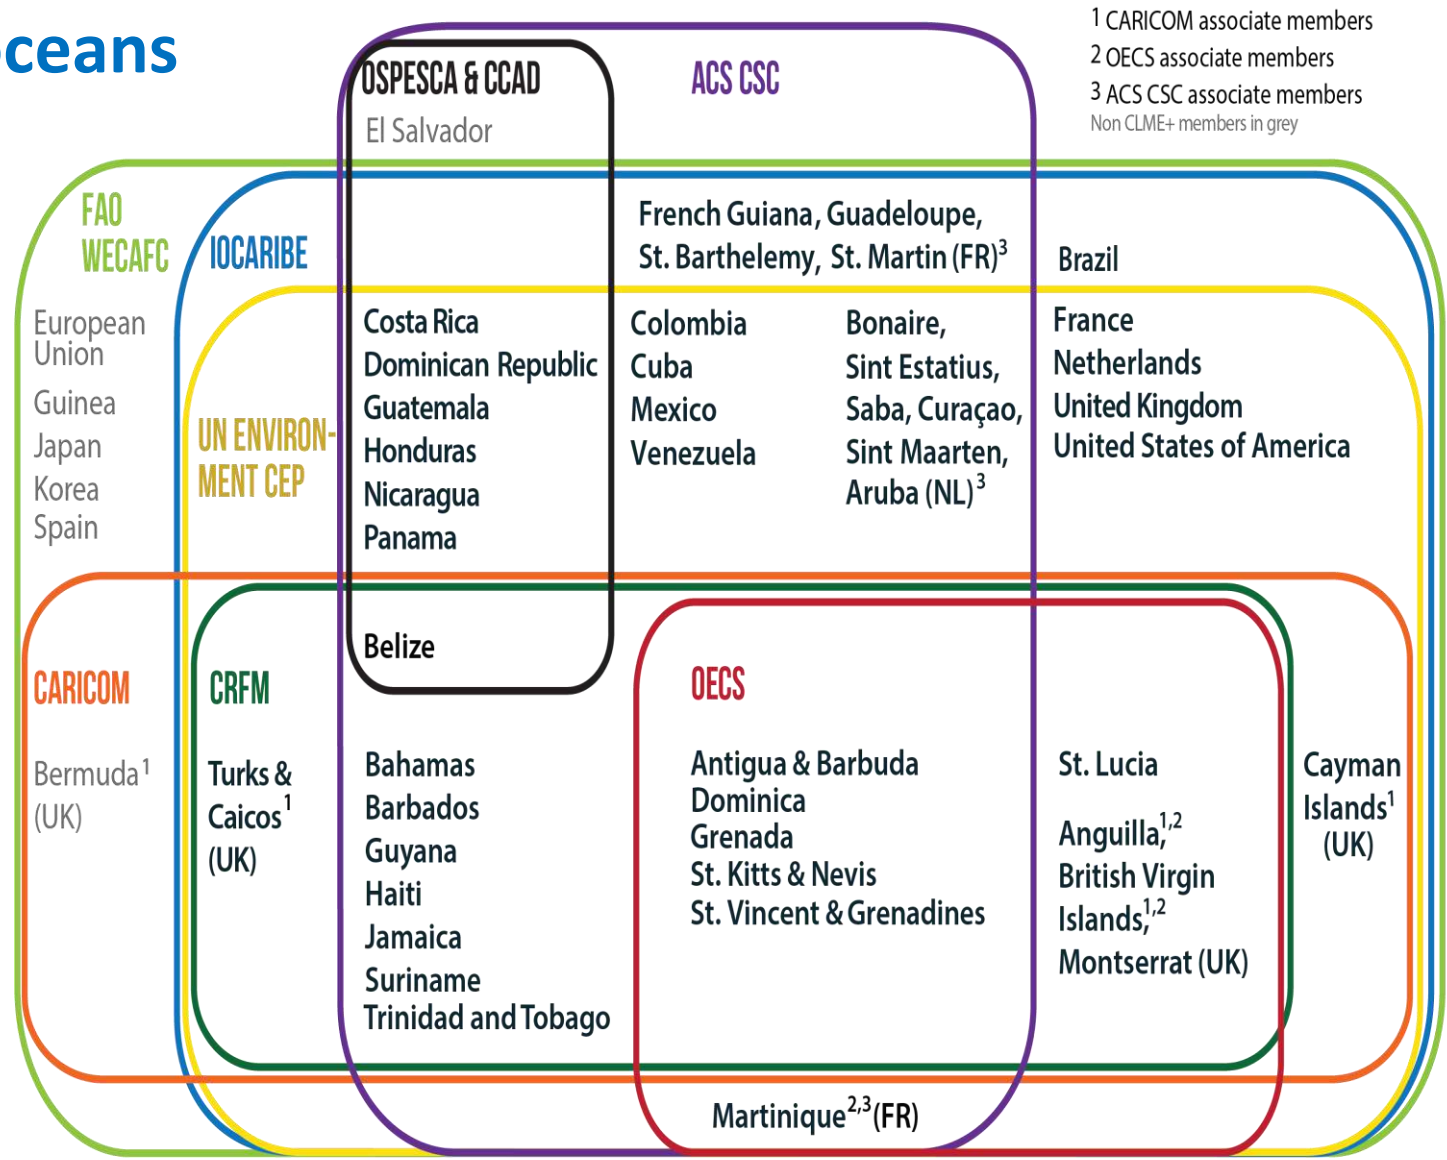 ceans
1 CARICOM associate members
2 OECS associate members
3 ACS CSC associate members
Non CLME+ members in grey
OSPESCA & CCAD
El Salvador
ACS CSC
FAO
WECAFC
IOCARIBE
French Guiana, Guadeloupe,
St. Barthelemy, St. Martin (FR)3
Brazil
European
Union
Guinea
Japan
Korea
Spain
UN ENVIRON-
MENT CEP
Costa Rica
Dominican Republic
Guatemala
Honduras
Nicaragua
Panama
Colombia
Cuba
Mexico
Venezuela
Bonaire,
Sint Estatius,
Saba, Curaçao,
Sint Maarten,
Aruba (NL)3
France
Netherlands
United Kingdom
United States of America
Belize
CARICOM
Bermuda1
(UK)
CRFM
Turks &
Caicos1
(UK)
Bahamas
Barbados
Guyana
Haiti
Jamaica
Suriname
Trinidad and Tobago
OECS
Antigua & Barbuda
Dominica
Grenada
St. Kitts & Nevis
St. Vincent & Grenadines
St. Lucia
Anguilla,1,2
British Virgin
Islands,1,2
Montserrat (UK)
Cayman
Islands1
(UK)
Martinique2,3(FR)